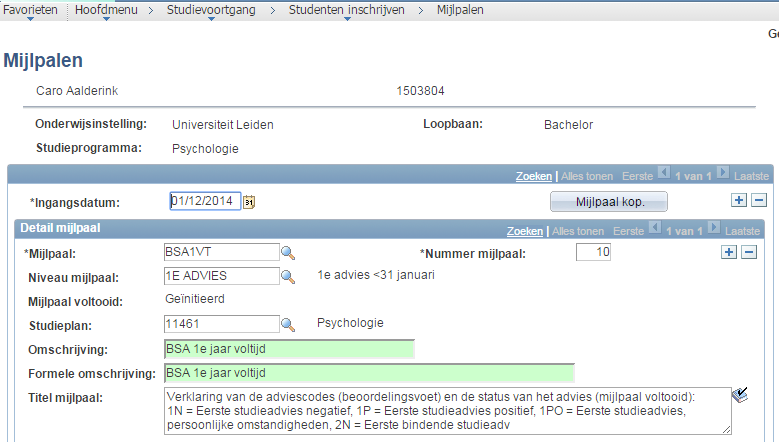 Favorieten Hoofdmenu > Studievoortgang > Studenten inschrijven > Mijlpalen
Mijlpalen
Caro Aalderink 1503804
Onderwijsinstelling: Universiteit Leiden Loopbaan: Bachelor
Studieprogramma: Psychologie
Zoeken | Alles tonen Eerste 1 van 1 Laatste
*Ingangsdatum: 01/12/2014 31 Mijlpaal kop.
Detail mijlpaal Zoeken | Alles tonen Eerste 1 van 1 Laatste
*Mijlpaal: BSA1VT *Nummer mijlpaal: 10
Niveau mijlpaal: 1E ADVIES 1e advies <31 januari
Mijlpaal voltooid: Geïnitieerd
Studieplan: 11461 Psychologie
Omschrijving: BSA 1e jaar voltijd
Formele omschrijving: BSA 1e jaar voltijd
Titel mijlpaal: Verklaring van de adviescodes (beoordelingsvoet) en de status van het advies (mijlpaal voltooid):
1N = Eerste studieadvies negatief, 1P = Eerste studieadvies positief, 1PO = Eerste studieadvies,
persoonlijke omstandigheden, 2N = Eerste bindende studieadv